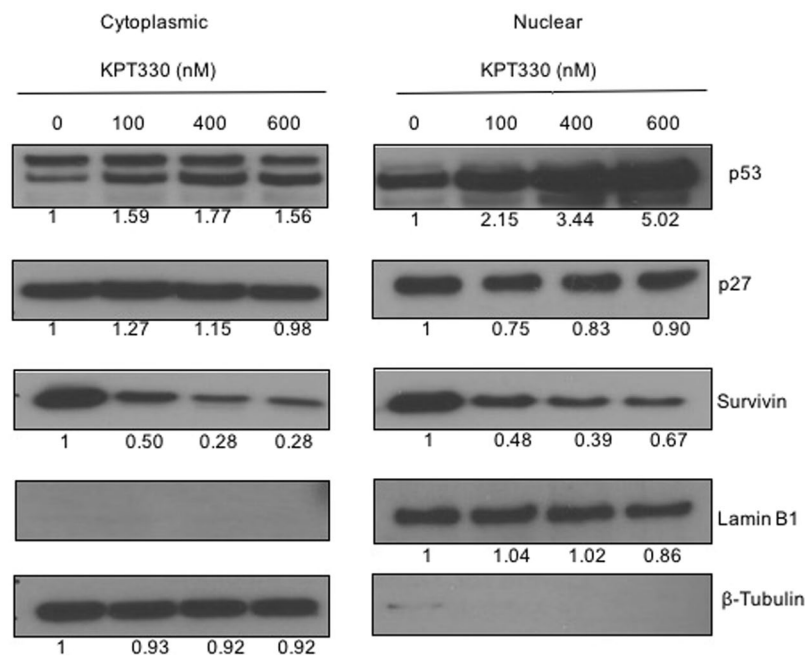 Cytoplasmic Nuclear
KPT330 (nM) KPT330 (nM)
0 100 400 600 0 100 400 600
p53
1 1.59 1.77 1.56 1 2.15 3.44 5.02
p27
1 1.27 1.15 0.98 1 0.75 0.83 0.90
Survivin
1 0.50 0.28 0.28 1 0.48 0.39 0.67
Lamin B1
1 1.04 1.02 0.86
β-Tubulin
1 0.93 0.92 0.92